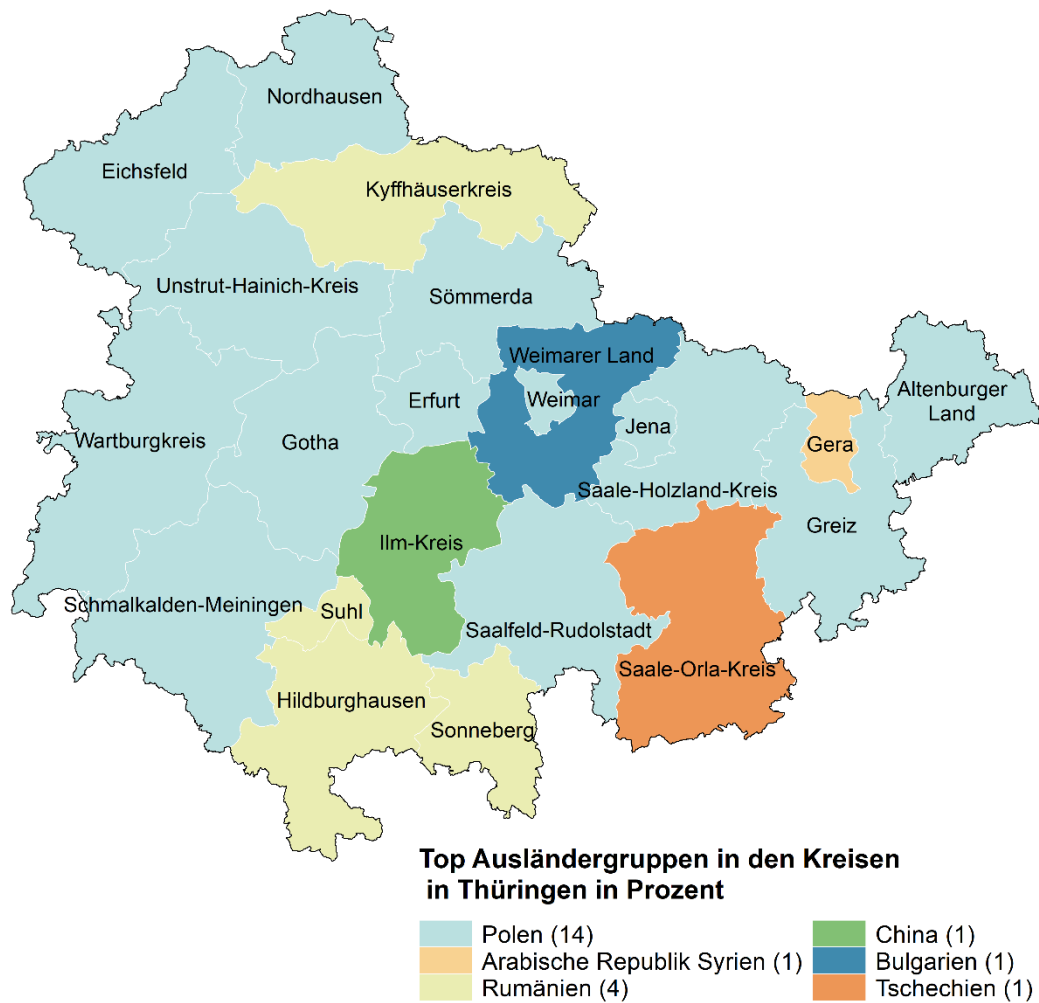 Nordhausen
Eichsfeld
Kyffhäuserkreis
Unstrut-Hainich-Kreis
Sömmerda
Weimarer Land
Altenburger
Land
Erfurt
Weimar
Wartburgkreis
Gotha
Jena
Gera
Saale-Holzland-Kreis
Greiz
Ilm-Kreis
Schmalkalden-Meiningen
Suhl
Saalfeld-Rudolstadt
Saale-Orla-Kreis
Hildburghausen
Sonneberg
Top Ausländergruppen in den Kreisen
in Thüringen in Prozent
Polen (14)
Arabische Republik Syrien (1)
Rumänien (4)
China (1)
Bulgarien (1)
Tschechien (1)